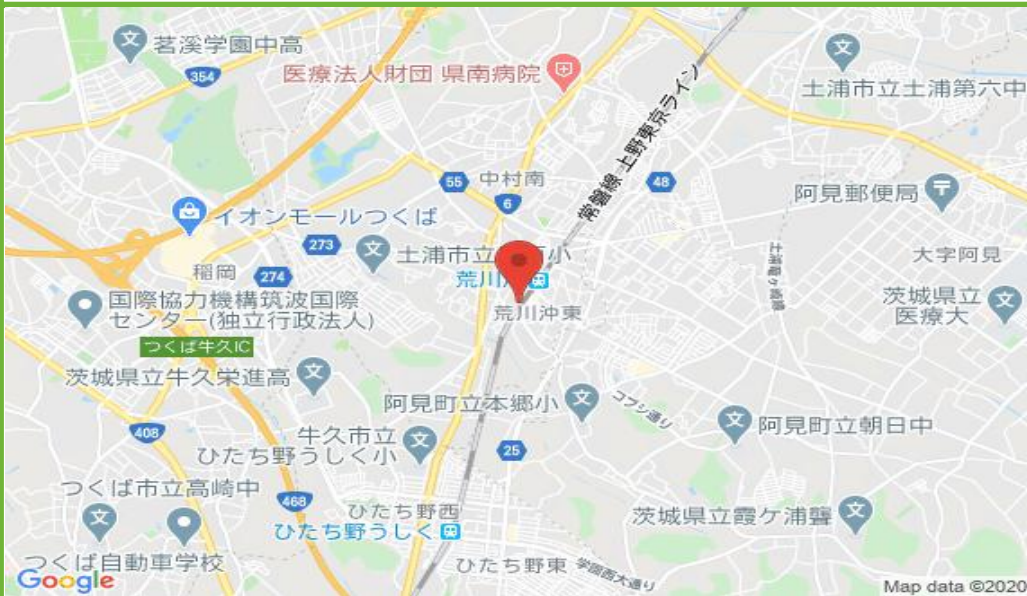 茗溪学園中高
354
医療法人財団 県南病院
土浦市立土浦第六中
常磐線 上野東京ライン
55
中村南
6
48
阿見郵便局
イオンモールつくば
273
土浦市立
小
大字阿見
稲岡
274
荒川
土浦竜ヶ崎線
国際協力機構筑波国際
センター(独立行政法人)
荒川沖東
茨城県立
医療大
つくば牛久IC
茨城県立牛久栄進高
阿見町立本郷小
コブシ通り
408
牛久市立
ひたち野うしく小
25
阿見町立朝日中
つくば市立高崎中
468
ひたち野西
ひたち野うしく
茨城県立霞ケ浦聾
つくば自動車学校
ひたち野東
学園西大通り
Google
Map data ©2020